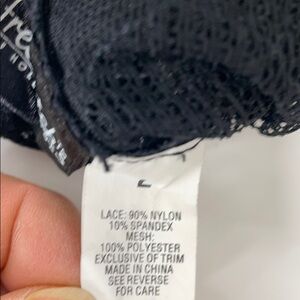 L
LACE: 90% NYLON
10% SPANDEX
MESH:
100% POLYESTER
EXCLUSIVE OF TRIM
MADE IN CHINA
SEE REVERSE
FOR CARE